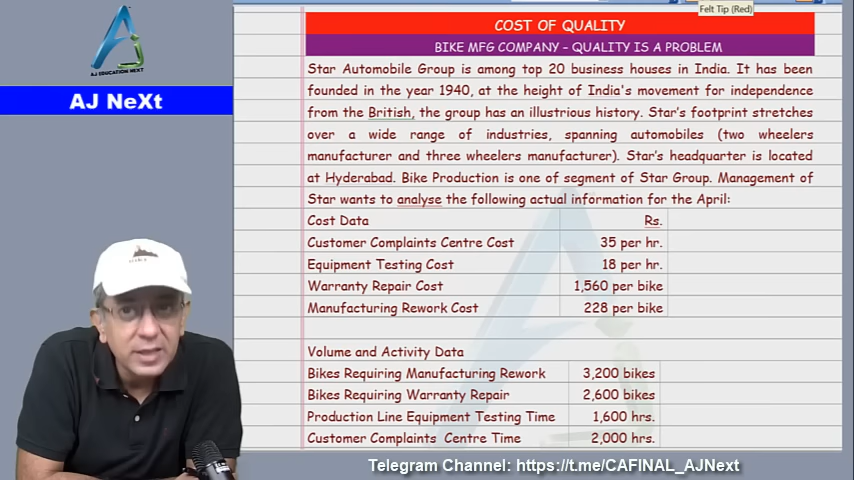 Felt Tip (Red)
COST OF QUALITY
BIKE MFG COMPANY - QUALITY IS A PROBLEM
AJ EDUCATION NEXT
AJ NeXt
Star Automobile Group is among top 20 business houses in India. It has been
founded in the year 1940, at the height of India's movement for independence
from the British, the group has an illustrious history. Star's footprint stretches
over a wide range of industries, spanning automobiles (two wheelers
manufacturer and three wheelers manufacturer). Star's headquarter is located
at Hyderabad. Bike Production is one of segment of Star Group. Management of
Star wants to analyse the following actual information for the April:
Cost Data Rs.
Customer Complaints Centre Cost 35 per hr.
Equipment Testing Cost 18 per hr.
Warranty Repair Cost 1,560 per bike
Manufacturing Rework Cost 228 per bike
Volume and Activity Data
Bikes Requiring Manufacturing Rework 3,200 bikes
Bikes Requiring Warranty Repair 2,600 bikes
Production Line Equipment Testing Time 1,600 hrs.
Customer Complaints Centre Time 2,000 hrs.
Telegram Channel: https://t.me/CAFINAL_AJNext